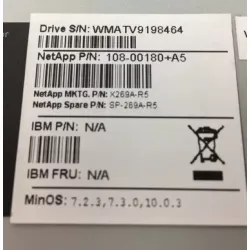 Drive S/N: WMATV9198464
NetApp P/N: 108-00180+A5
NetApp MKTG. P/N: X269A-R5
NetApp Spare P/N: SP-269A-R5
IBM P/N: N/A
IBM FRU: N/A
MinOS: 7.2.3,7.3.0,10.0.3